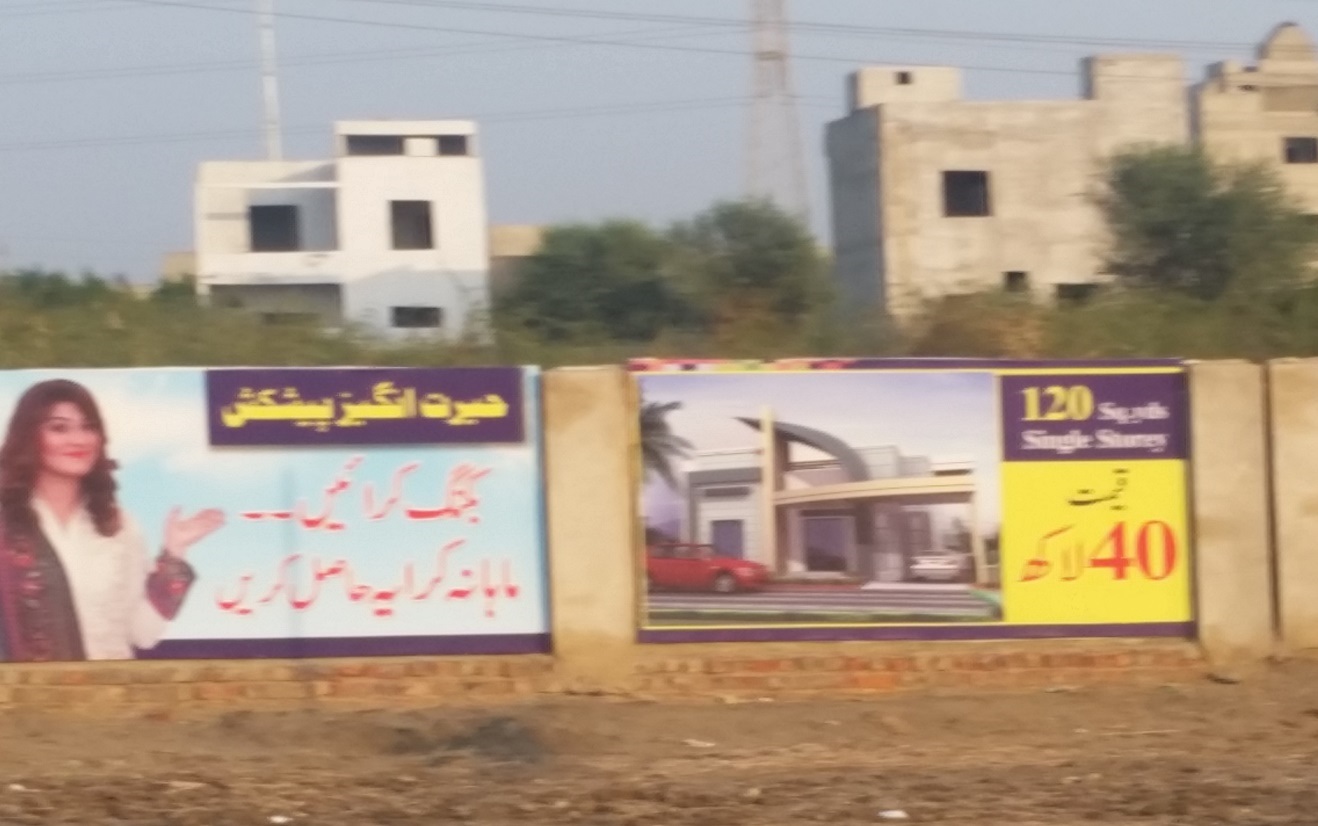 حیرت انگیز پیشکش
بکنگ کرائیں...
ماہانہ کرایہ حاصل کریں
120 Sq.yds
Single Storey
قیمت
40 لاکھ